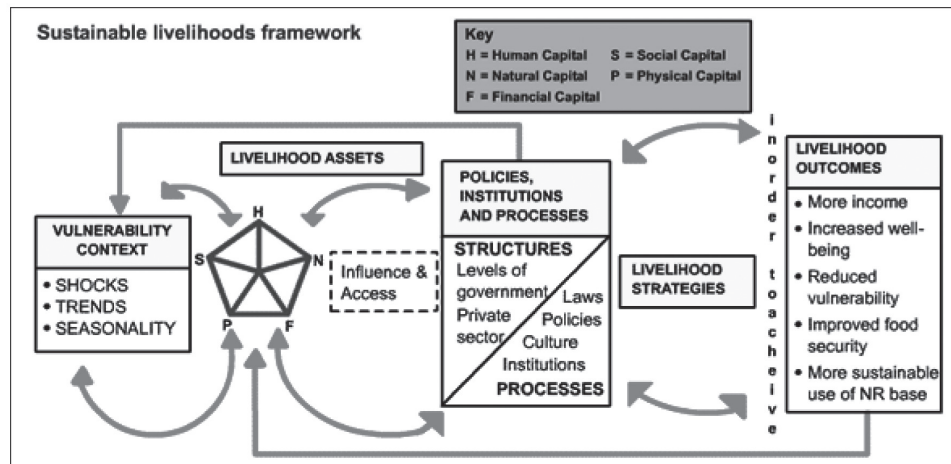 Sustainable livelihoods framework
Key
H = Human Capital S = Social Capital
N = Natural Capital P = Physical Capital
F = Financial Capital
LIVELIHOOD ASSETS
H
S
N
P
F
VULNERABILITY
CONTEXT
• SHOCKS
• TRENDS
• SEASONALITY
Influence &
Access
POLICIES,
INSTITUTIONS
AND PROCESSES
STRUCTURES
Levels of
government
Private
sector
Laws
Policies
Culture
Institutions
PROCESSES
LIVELIHOOD
STRATEGIES
inorder toacheive
LIVELIHOOD
OUTCOMES
• More income
• Increased well-
being
• Reduced
vulnerability
• Improved food
security
• More sustainable
use of NR base